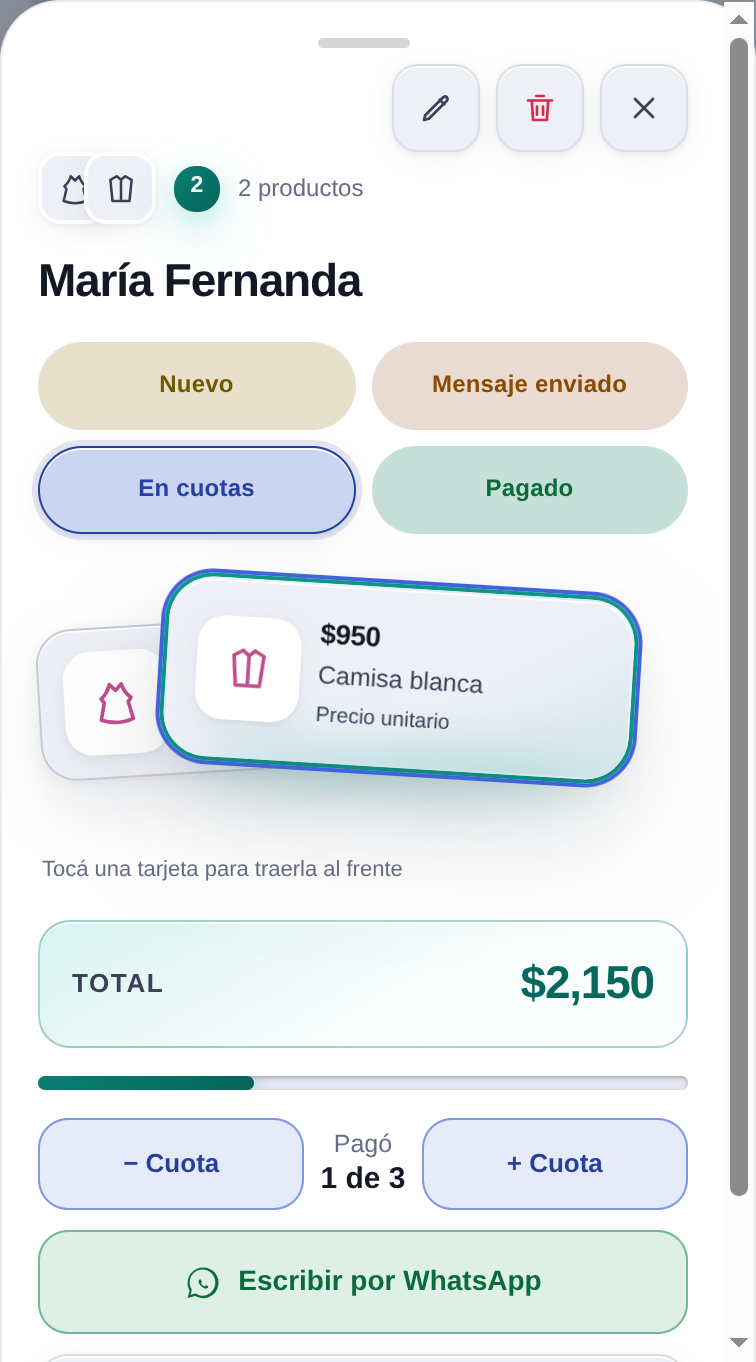 2
2 productos
María Fernanda
Nuevo
Mensaje enviado
En cuotas
Pagado
$950
Camisa blanca
Precio unitario
Tocá una tarjeta para traerla al frente
TOTAL
$2,150
− Cuota
Pagó
1 de 3
+ Cuota
Escribir por WhatsApp